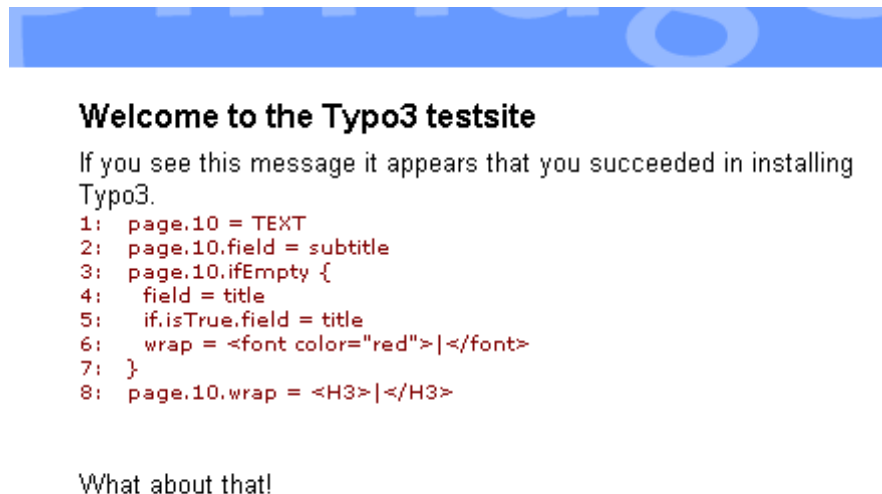 Welcome to the Typo3 testsite
If you see this message it appears that you succeeded in installing
Typo3.
1: page.10 = TEXT
2: page.10.field = subtitle
3: page.10.ifEmpty {
4: field = title
5: if.isTrue.field = title
6: wrap = <font color="red">|</font>
7: }
8: page.10.wrap = <H3>|</H3>
What about that!